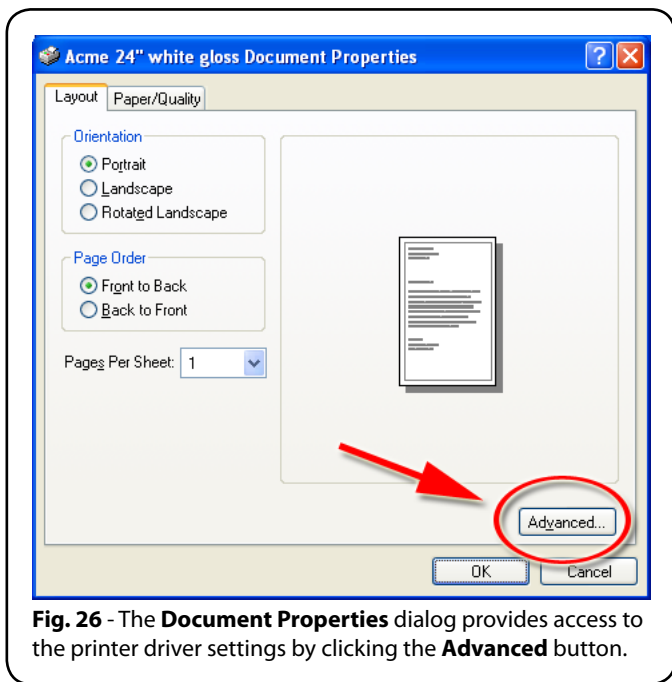 Acme 24" white gloss Document Properties
Layout
Paper/Quality
Orientation
Portrait
Landscape
Rotated Landscape
Page Order
Front to Back
Back to Front
Pages Per Sheet: 1
Advanced...
OK
Cancel
Fig. 26 - The Document Properties dialog provides access to
the printer driver settings by clicking the Advanced button.